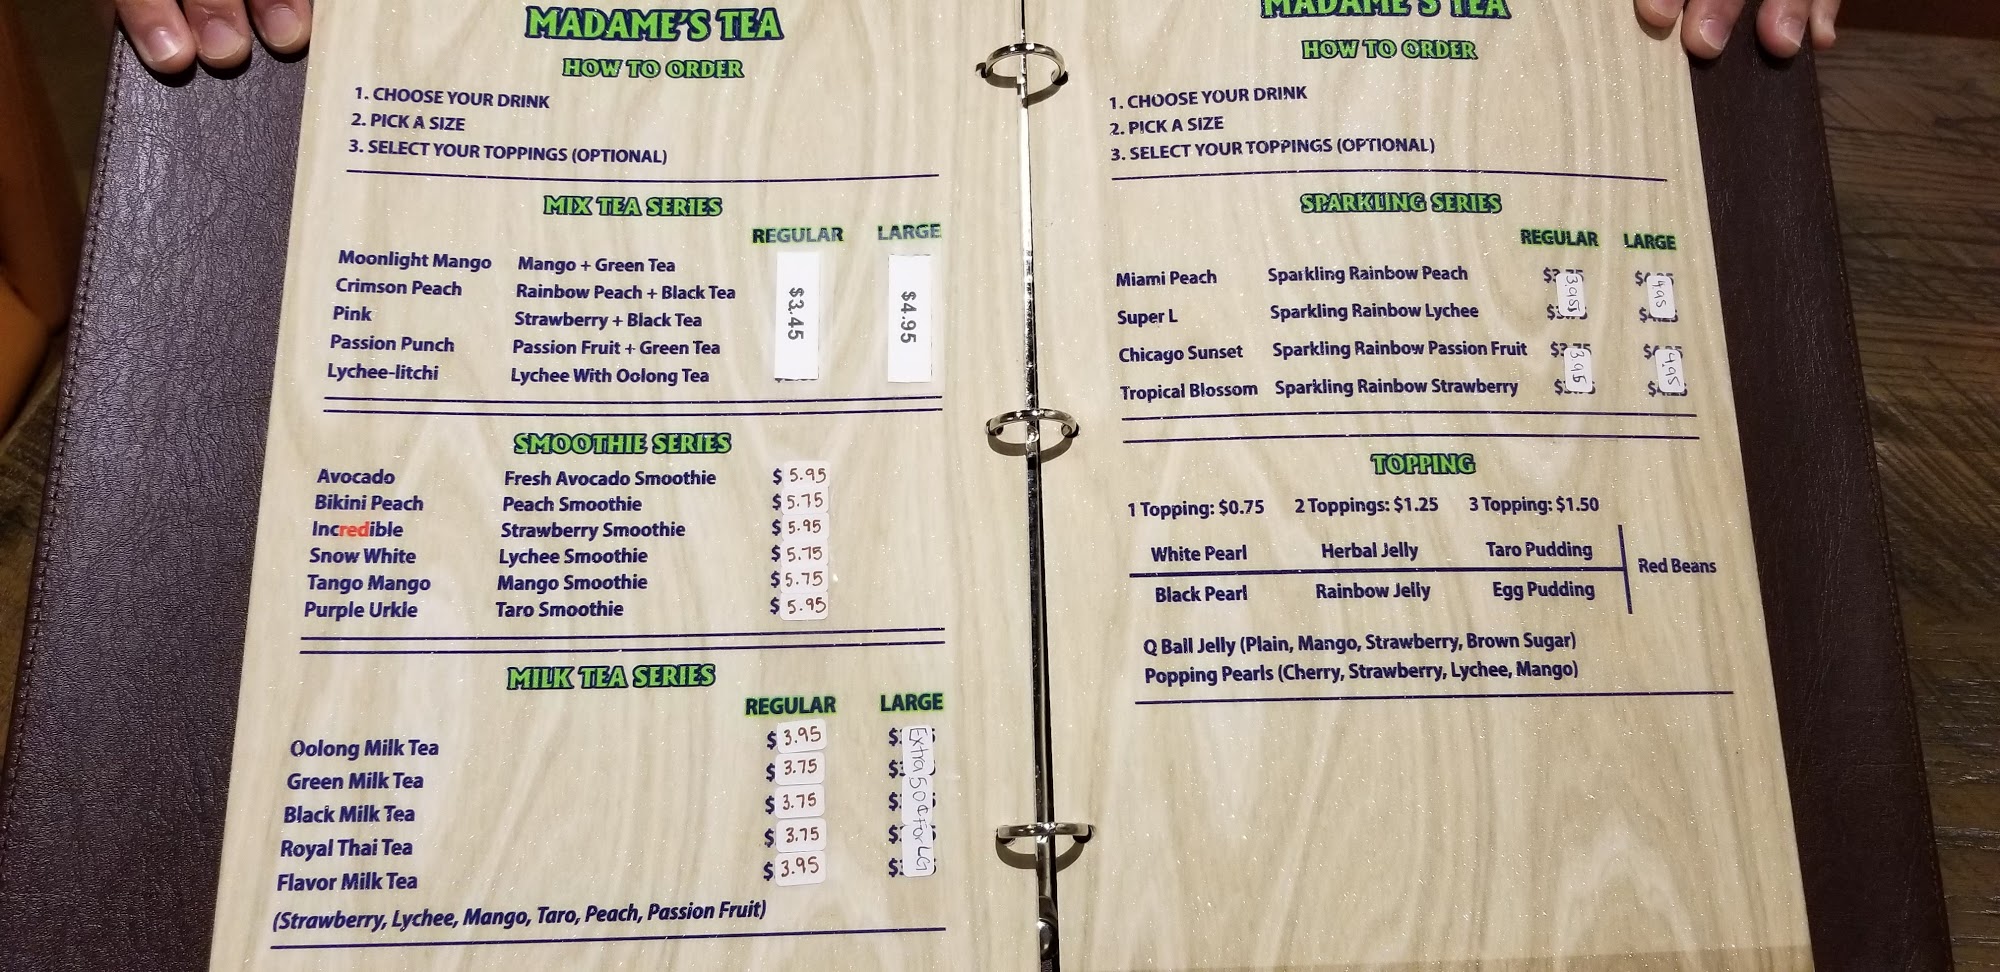 MADAME'S TEA
HOW TO ORDER
1. CHOOSE YOUR DRINK
2. PICK A SIZE
3. SELECT YOUR TOPPINGS (OPTIONAL)
MIX TEA SERIES
REGULAR LARGE
Moonlight Mango Mango + Green Tea
Crimson Peach Rainbow Peach + Black Tea
Pink Strawberry + Black Tea
Passion Punch Passion Fruit + Green Tea
Lychee-litchi Lychee With Oolong Tea
$3.45
$4.95
SMOOTHIE SERIES
Avocado Fresh Avocado Smoothie $ 5.95
Bikini Peach Peach Smoothie $ 5.75
Incredible Strawberry Smoothie $ 5.95
Snow White Lychee Smoothie $ 5.75
Tango Mango Mango Smoothie $ 5.75
Purple Urkle Taro Smoothie $ 5.95
MILK TEA SERIES
REGULAR LARGE
Oolong Milk Tea $ 3.95 $
Green Milk Tea $ 3.75 $
Black Milk Tea $ 3.75 $
Royal Thai Tea $ 3.75 $
Flavor Milk Tea $ 3.95 $
Extra 50¢ For LG
(Strawberry, Lychee, Mango, Taro, Peach, Passion Fruit)
MADAME'S TEA
HOW TO ORDER
1. CHOOSE YOUR DRINK
2. PICK A SIZE
3. SELECT YOUR TOPPINGS (OPTIONAL)
SPARKLING SERIES
REGULAR LARGE
Miami Peach Sparkling Rainbow Peach $ $
3.95 4.95
Super L Sparkling Rainbow Lychee $ $
Chicago Sunset Sparkling Rainbow Passion Fruit $ $
3.95 4.95
Tropical Blossom Sparkling Rainbow Strawberry $ $
TOPPING
1 Topping: $0.75 2 Toppings: $1.25 3 Topping: $1.50
White Pearl Herbal Jelly Taro Pudding
Red Beans
Black Pearl Rainbow Jelly Egg Pudding
Q Ball Jelly (Plain, Mango, Strawberry, Brown Sugar)
Popping Pearls (Cherry, Strawberry, Lychee, Mango)